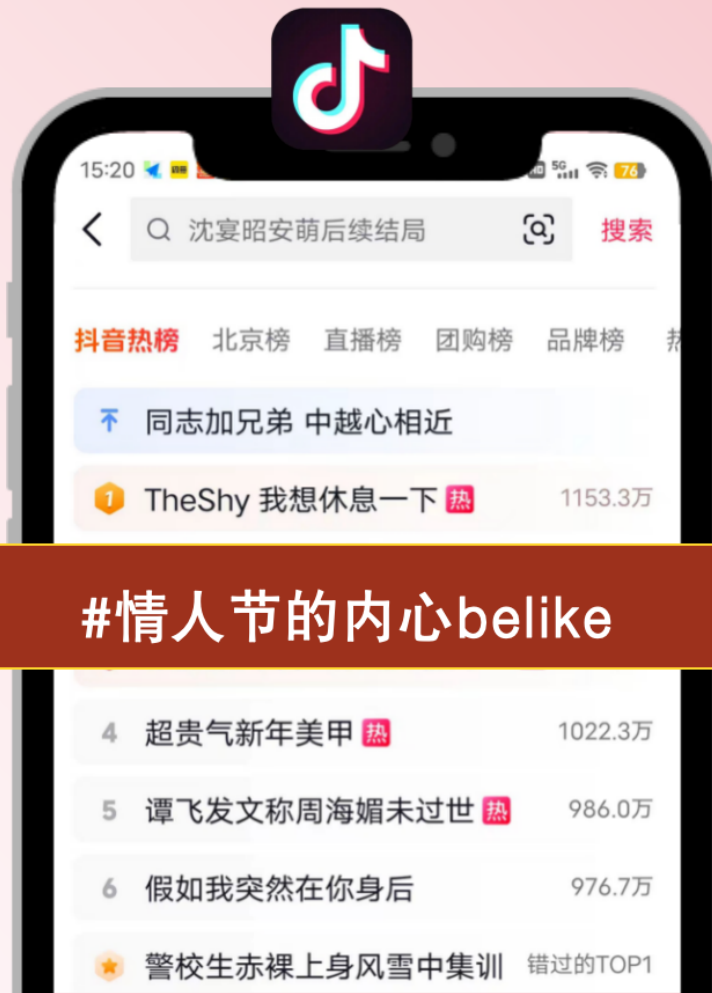 15:20
5G
76
沈宴昭安萌后续结局
搜索
抖音热榜 北京榜 直播榜 团购榜 品牌榜
同志加兄弟 中越心相近
1 TheShy 我想休息一下 热 1153.3万
#情人节的内心belike
4 超贵气新年美甲 热 1022.3万
5 谭飞发文称周海媚未过世 热 986.0万
6 假如我突然在你身后 976.7万
警校生赤裸上身风雪中集训 错过的TOP1